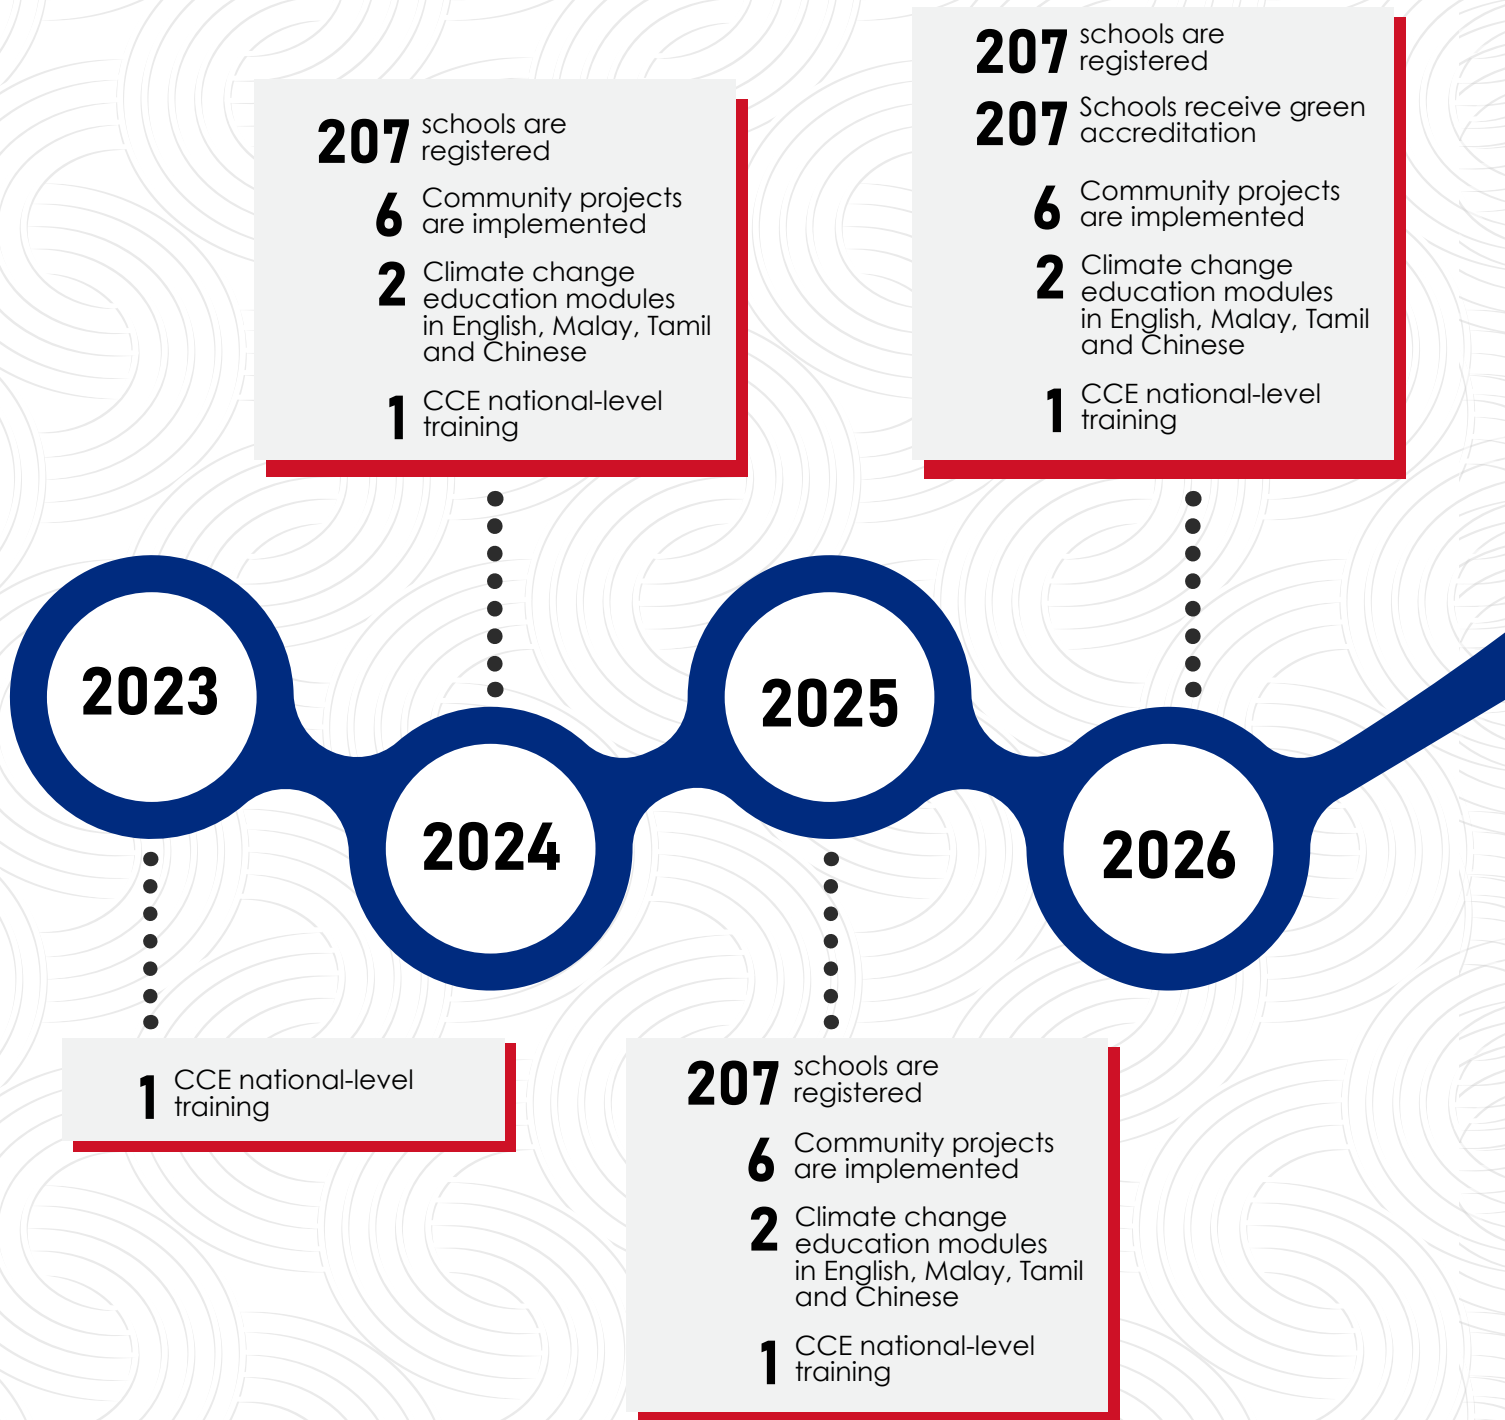 207 schools are
registered
207 Schools receive green
accreditation
6 Community projects
are implemented
2 Climate change
education modules
in English, Malay, Tamil
and Chinese
1 CCE national-level
training
207 schools are
registered
6 Community projects
are implemented
2 Climate change
education modules
in English, Malay, Tamil
and Chinese
1 CCE national-level
training
2023
2024
2025
2026
1 CCE national-level
training
207 schools are
registered
6 Community projects
are implemented
2 Climate change
education modules
in English, Malay, Tamil
and Chinese
1 CCE national-level
training